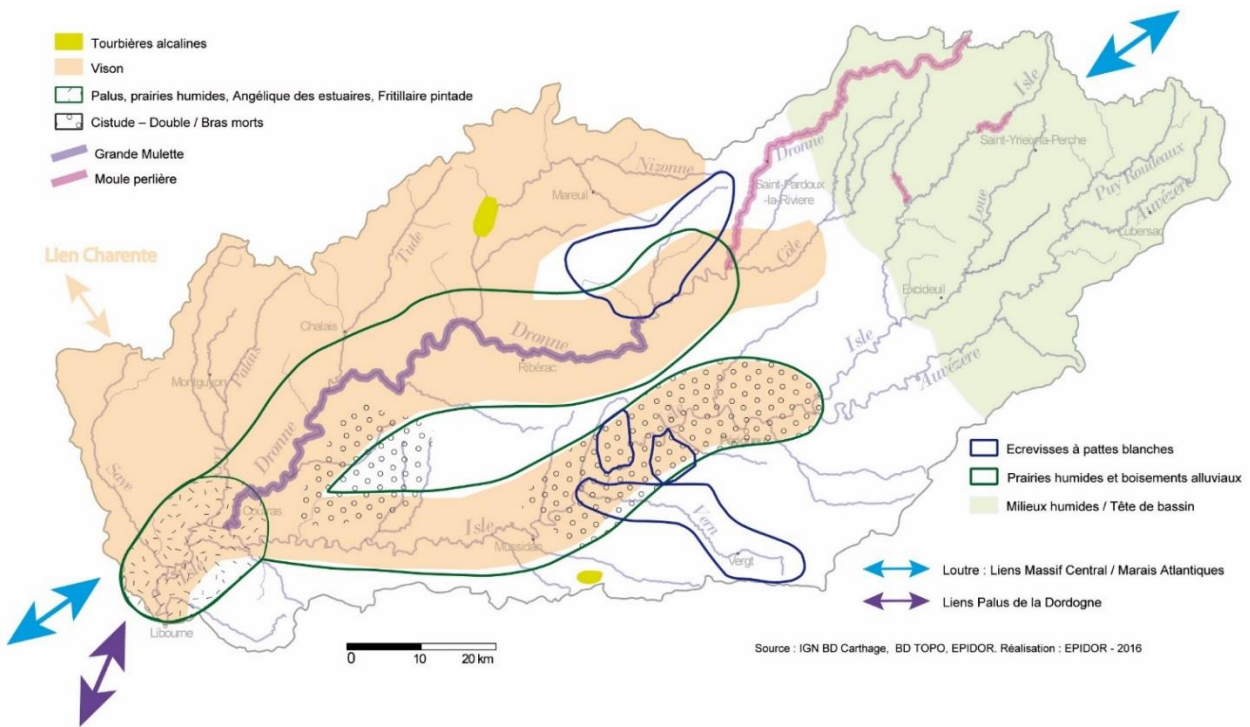 Tourbières alcalines
Vison
Palus, prairies humides, Angélique des estuaires, Fritillaire pintade
Cistude – Double / Bras morts
Grande Mulette
Moule perlière
Lien Charente
Isle
Saint-Yrieix-la-Perche
Dronne
Nizonne
Mareuil
Saint-Pardoux
-la-Riviere
Puy Roudeaux
Auvézère
Loue
Lubersac
Tude
Côle
Excideuil
Chalais
Dronne
Ribérac
Isle
Auvézère
Montguyon
Palais
Dronne
Saye
Coutras
Isle
Mussidan
Vern
Vergt
Libourne
Ecrevisses à pattes blanches
Prairies humides et boisements alluviaux
Milieux humides / Tête de bassin
Loutre : Liens Massif Central / Marais Atlantiques
Liens Palus de la Dordogne
0 10 20 km
Source : IGN BD Carthage, BD TOPO, EPIDOR. Réalisation : EPIDOR - 2016